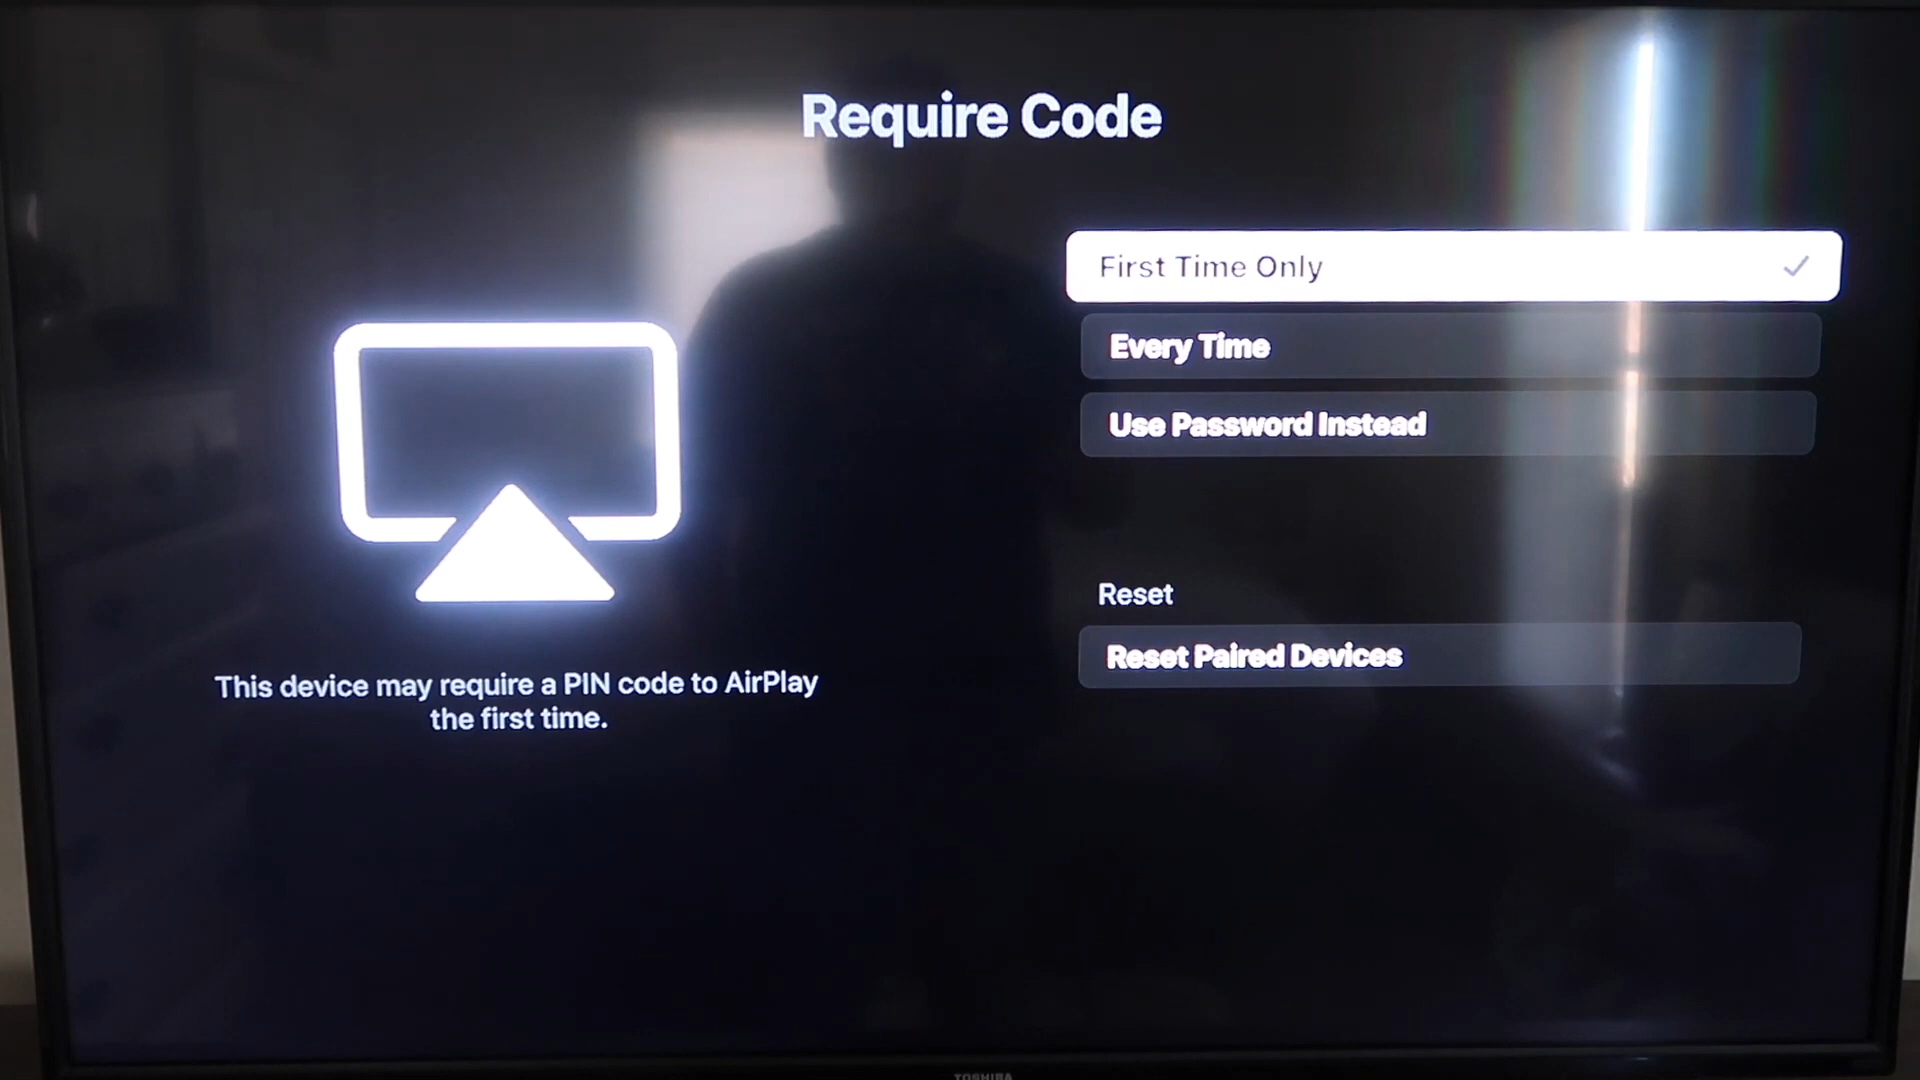 Require Code
First Time Only
Every Time
Use Password Instead
Reset
Reset Paired Devices
This device may require a PIN code to AirPlay
the first time.
TOSHIBA